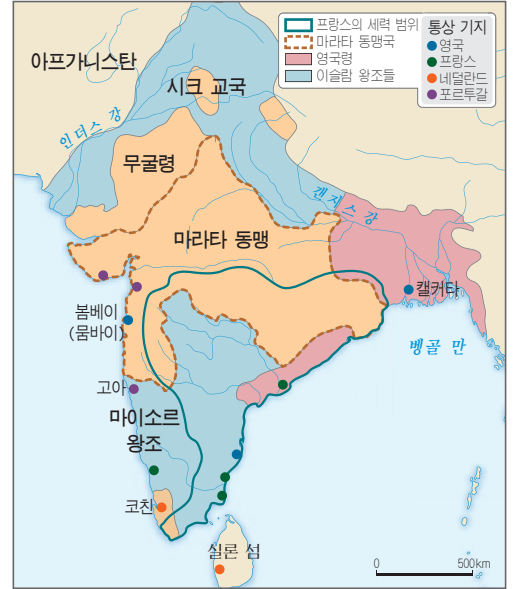 프랑스의 세력 범위
마라타 동맹국
영국령
이슬람 왕조들
통상 기지
영국
프랑스
네덜란드
포르투갈
아프가니스탄
시크 교국
인더스 강
무굴령
갠지스 강
마라타 동맹
캘커타
봄베이
(뭄바이)
벵골 만
고아
마이소르
왕조
코친
실론 섬
0 500km